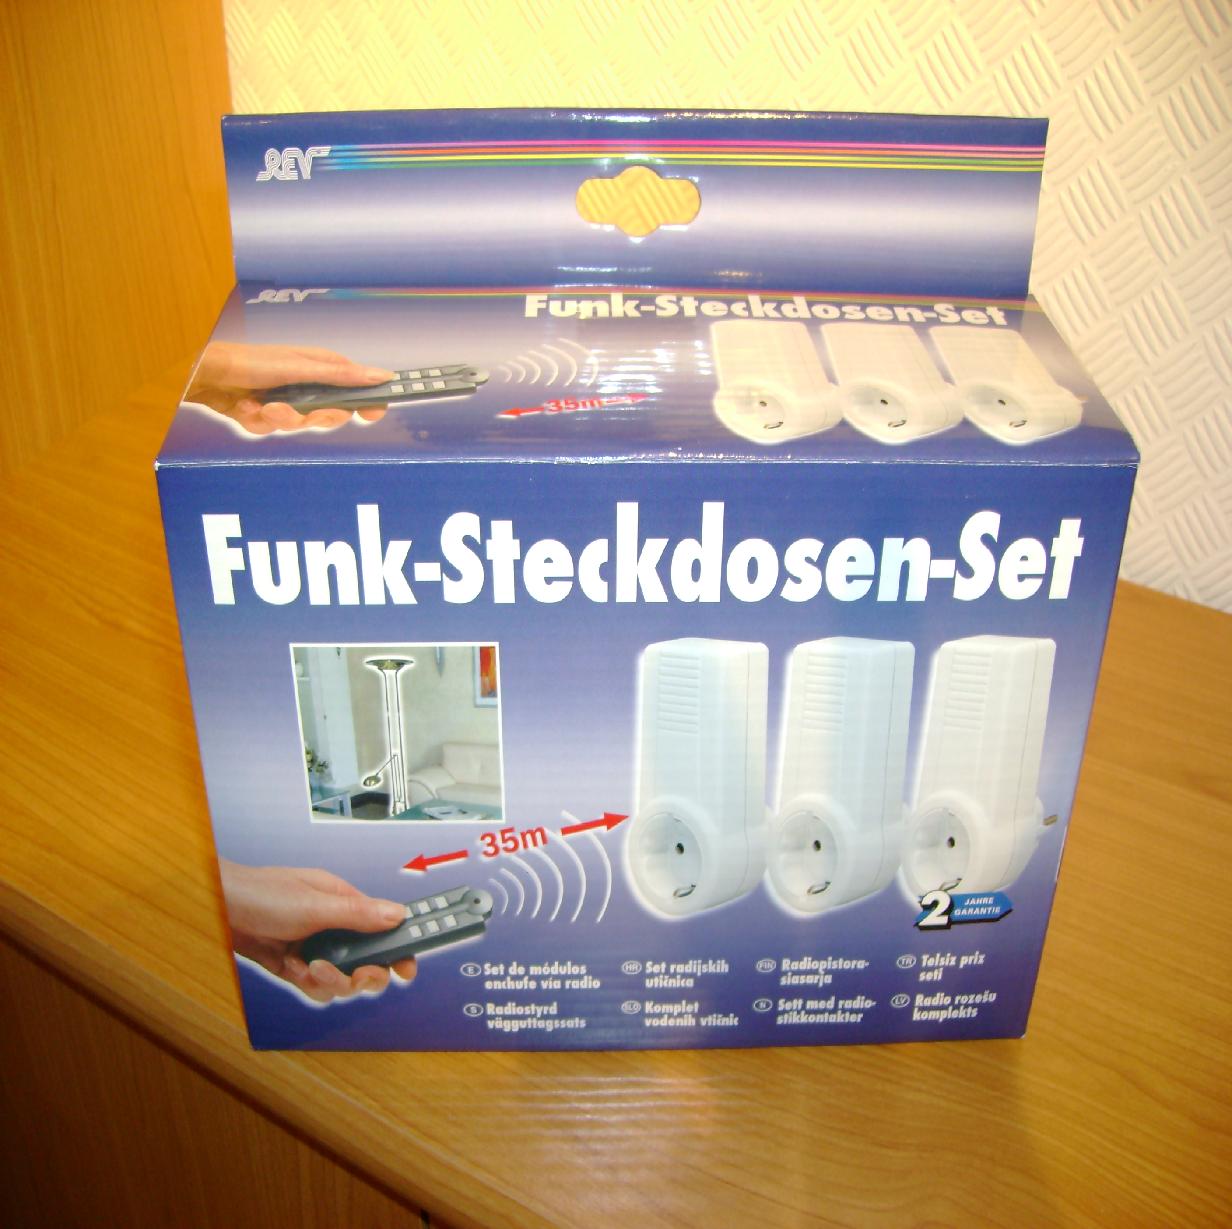 REV
REV
Funk-Steckdosen-Set
35m
Funk-Steckdosen-Set
35m
2 JAHRE
GARANTIE
E Set de módulos
enchufe via radio
HR Set radijskih
utičnica
FIN Radiopistora-
siasarja
TR Telsiz priz
seti
S Radiostyrd
vägguttagssats
SLO Komplet
vodenih vtičnic
N Sett med radio-
stikkontakter
LV Radio rozešu
komplekts